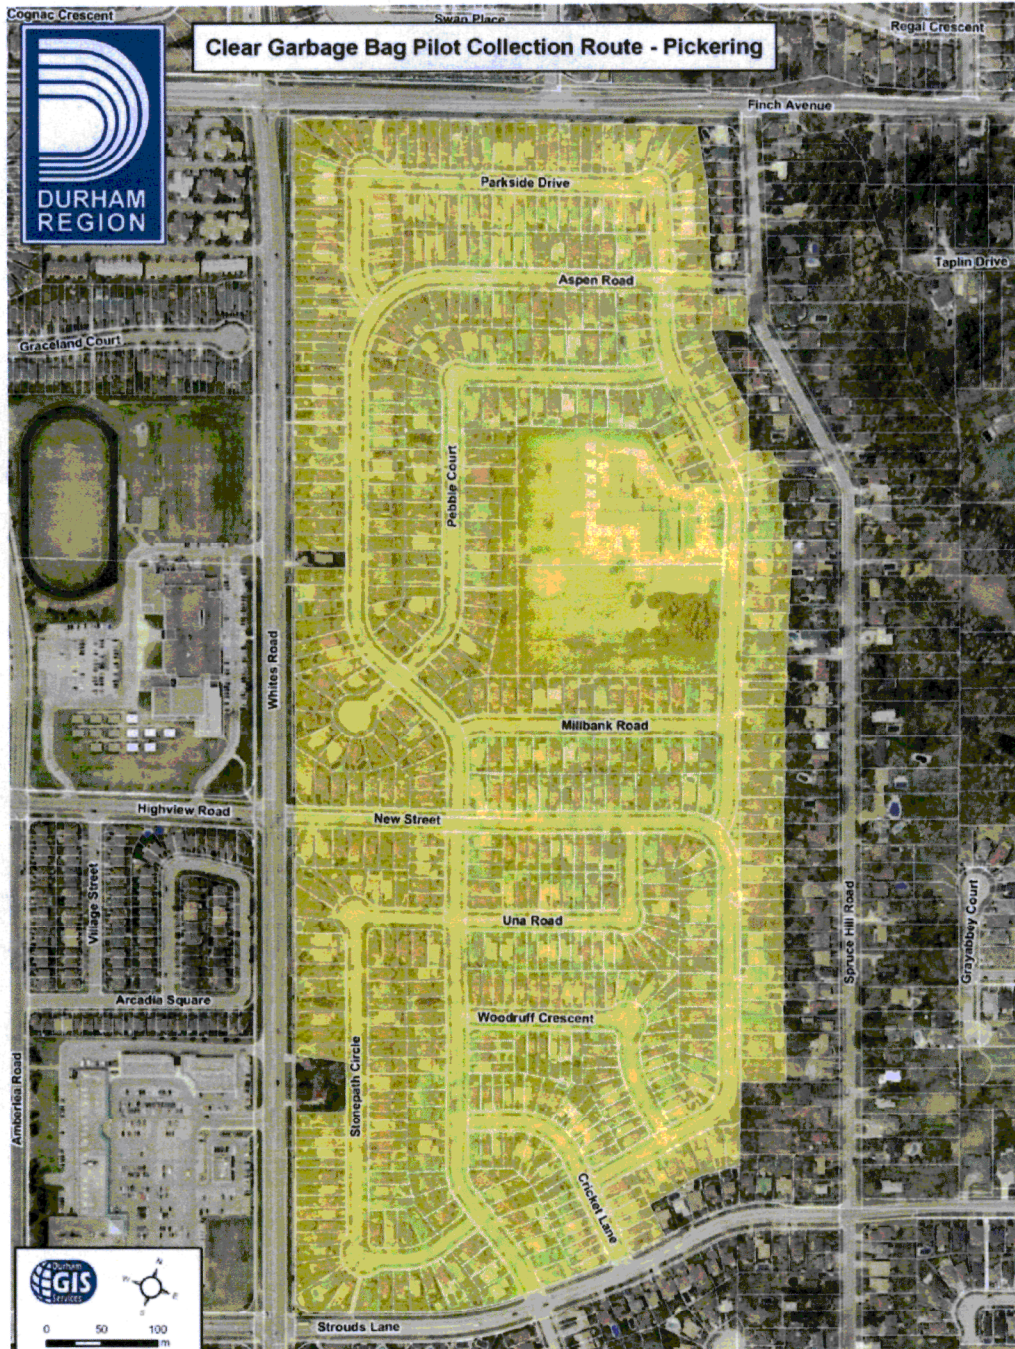 Cognac Crescent
Swan Place
Regal Crescent
Clear Garbage Bag Pilot Collection Route - Pickering
DURHAM
REGION
Finch Avenue
Parkside Drive
Taplin Drive
Aspen Road
Graceland Court
Pebble Court
Whites Road
Millbank Road
Highview Road
New Street
Village Street
Una Road
Spruce Hill Road
Grayabbey Court
Arcadia Square
Woodruff Crescent
Stonepath Circle
Amberlea Road
Cricket Lane
Durham
GIS
Services
N
W
E
S
0 50 100
m
Strouds Lane